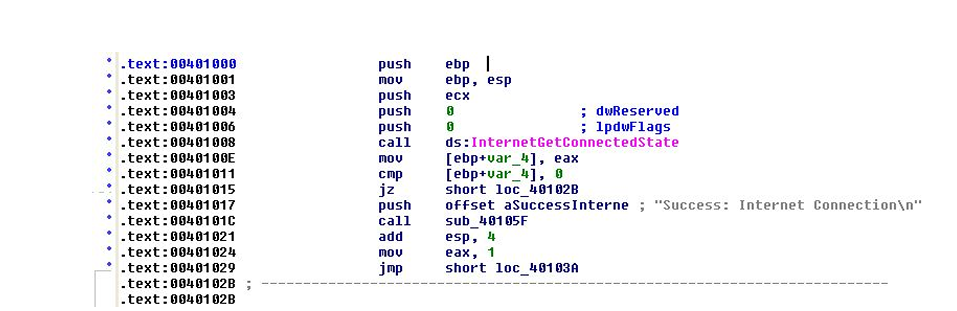 .text:00401000 push ebp
.text:00401001 mov ebp, esp
.text:00401003 push ecx
.text:00401004 push 0 ; dwReserved
.text:00401006 push 0 ; lpdwFlags
.text:00401008 call ds:InternetGetConnectedState
.text:0040100E mov [ebp+var_4], eax
.text:00401011 cmp [ebp+var_4], 0
.text:00401015 jz short loc_40102B
.text:00401017 push offset aSuccessInterne ; "Success: Internet Connection\n"
.text:0040101C call sub_40105F
.text:00401021 add esp, 4
.text:00401024 mov eax, 1
.text:00401029 jmp short loc_40103A
.text:0040102B ; ---------------------------------------------------------------------------
.text:0040102B